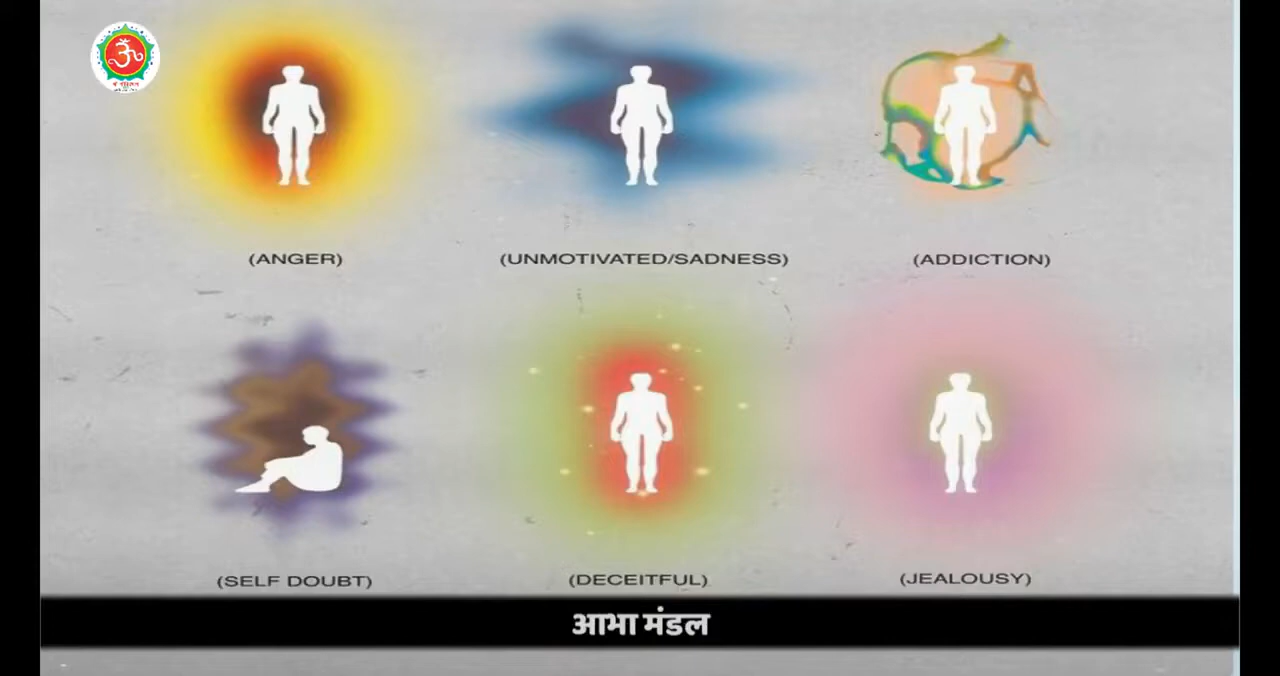 (ANGER)
(UNMOTIVATED/SADNESS)
(ADDICTION)
(SELF DOUBT)
(DECEITFUL)
(JEALOUSY)
आभा मंडल